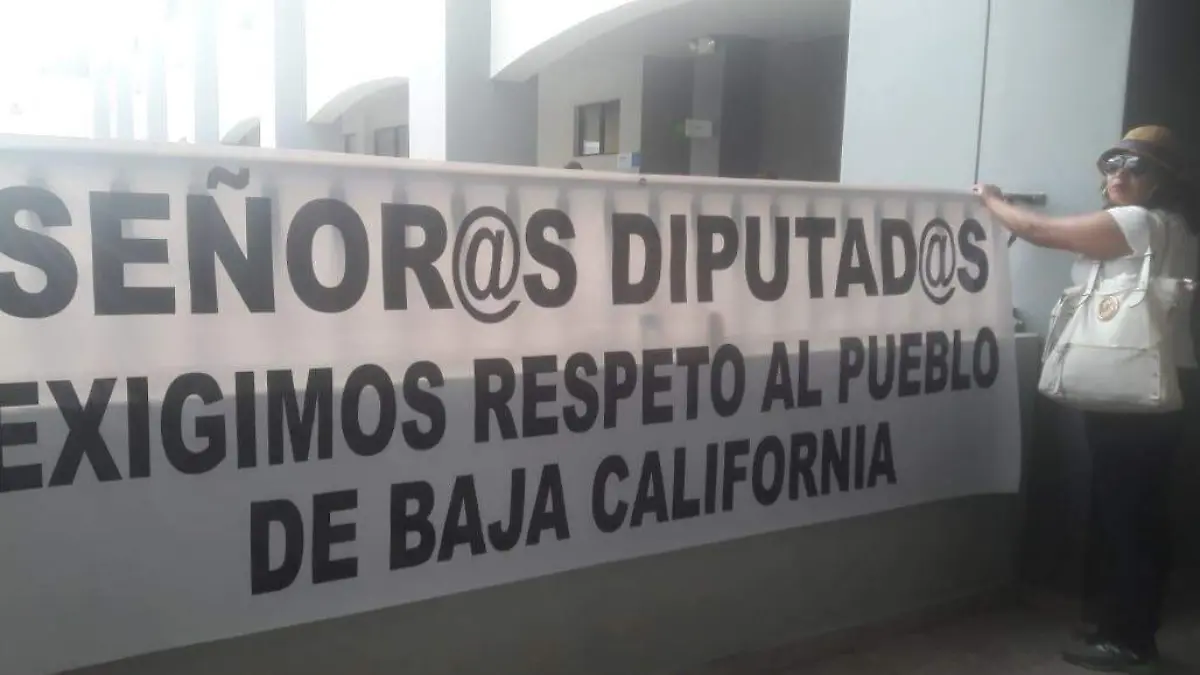 SEÑOR@S DIPUTAD@S
EXIGIMOS RESPETO AL PUEBLO
DE BAJA CALIFORNIA